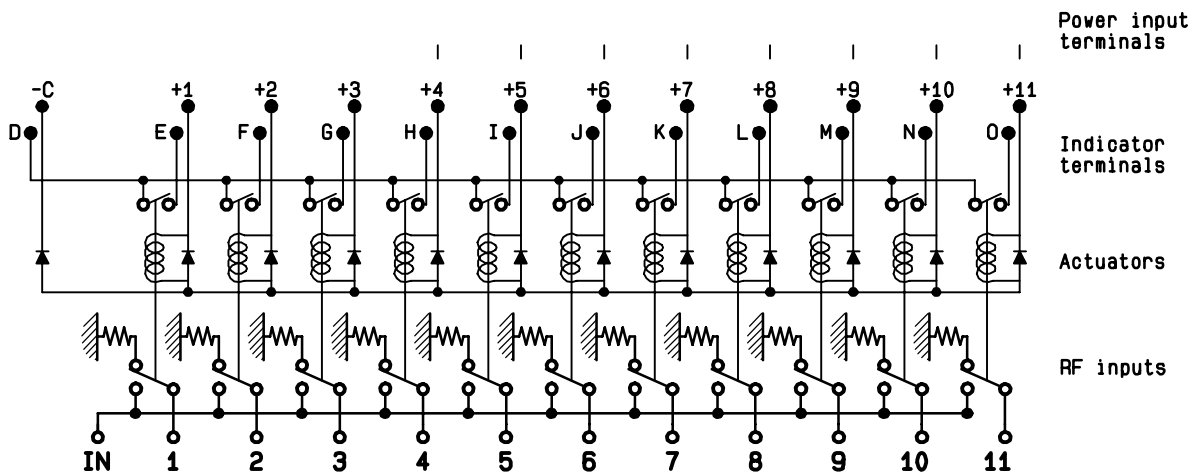 Power input
terminals
-C +1 +2 +3 +4 +5 +6 +7 +8 +9 +10 +11
D E F G H I J K L M N O
Indicator
terminals
Actuators
RF inputs
IN 1 2 3 4 5 6 7 8 9 10 11